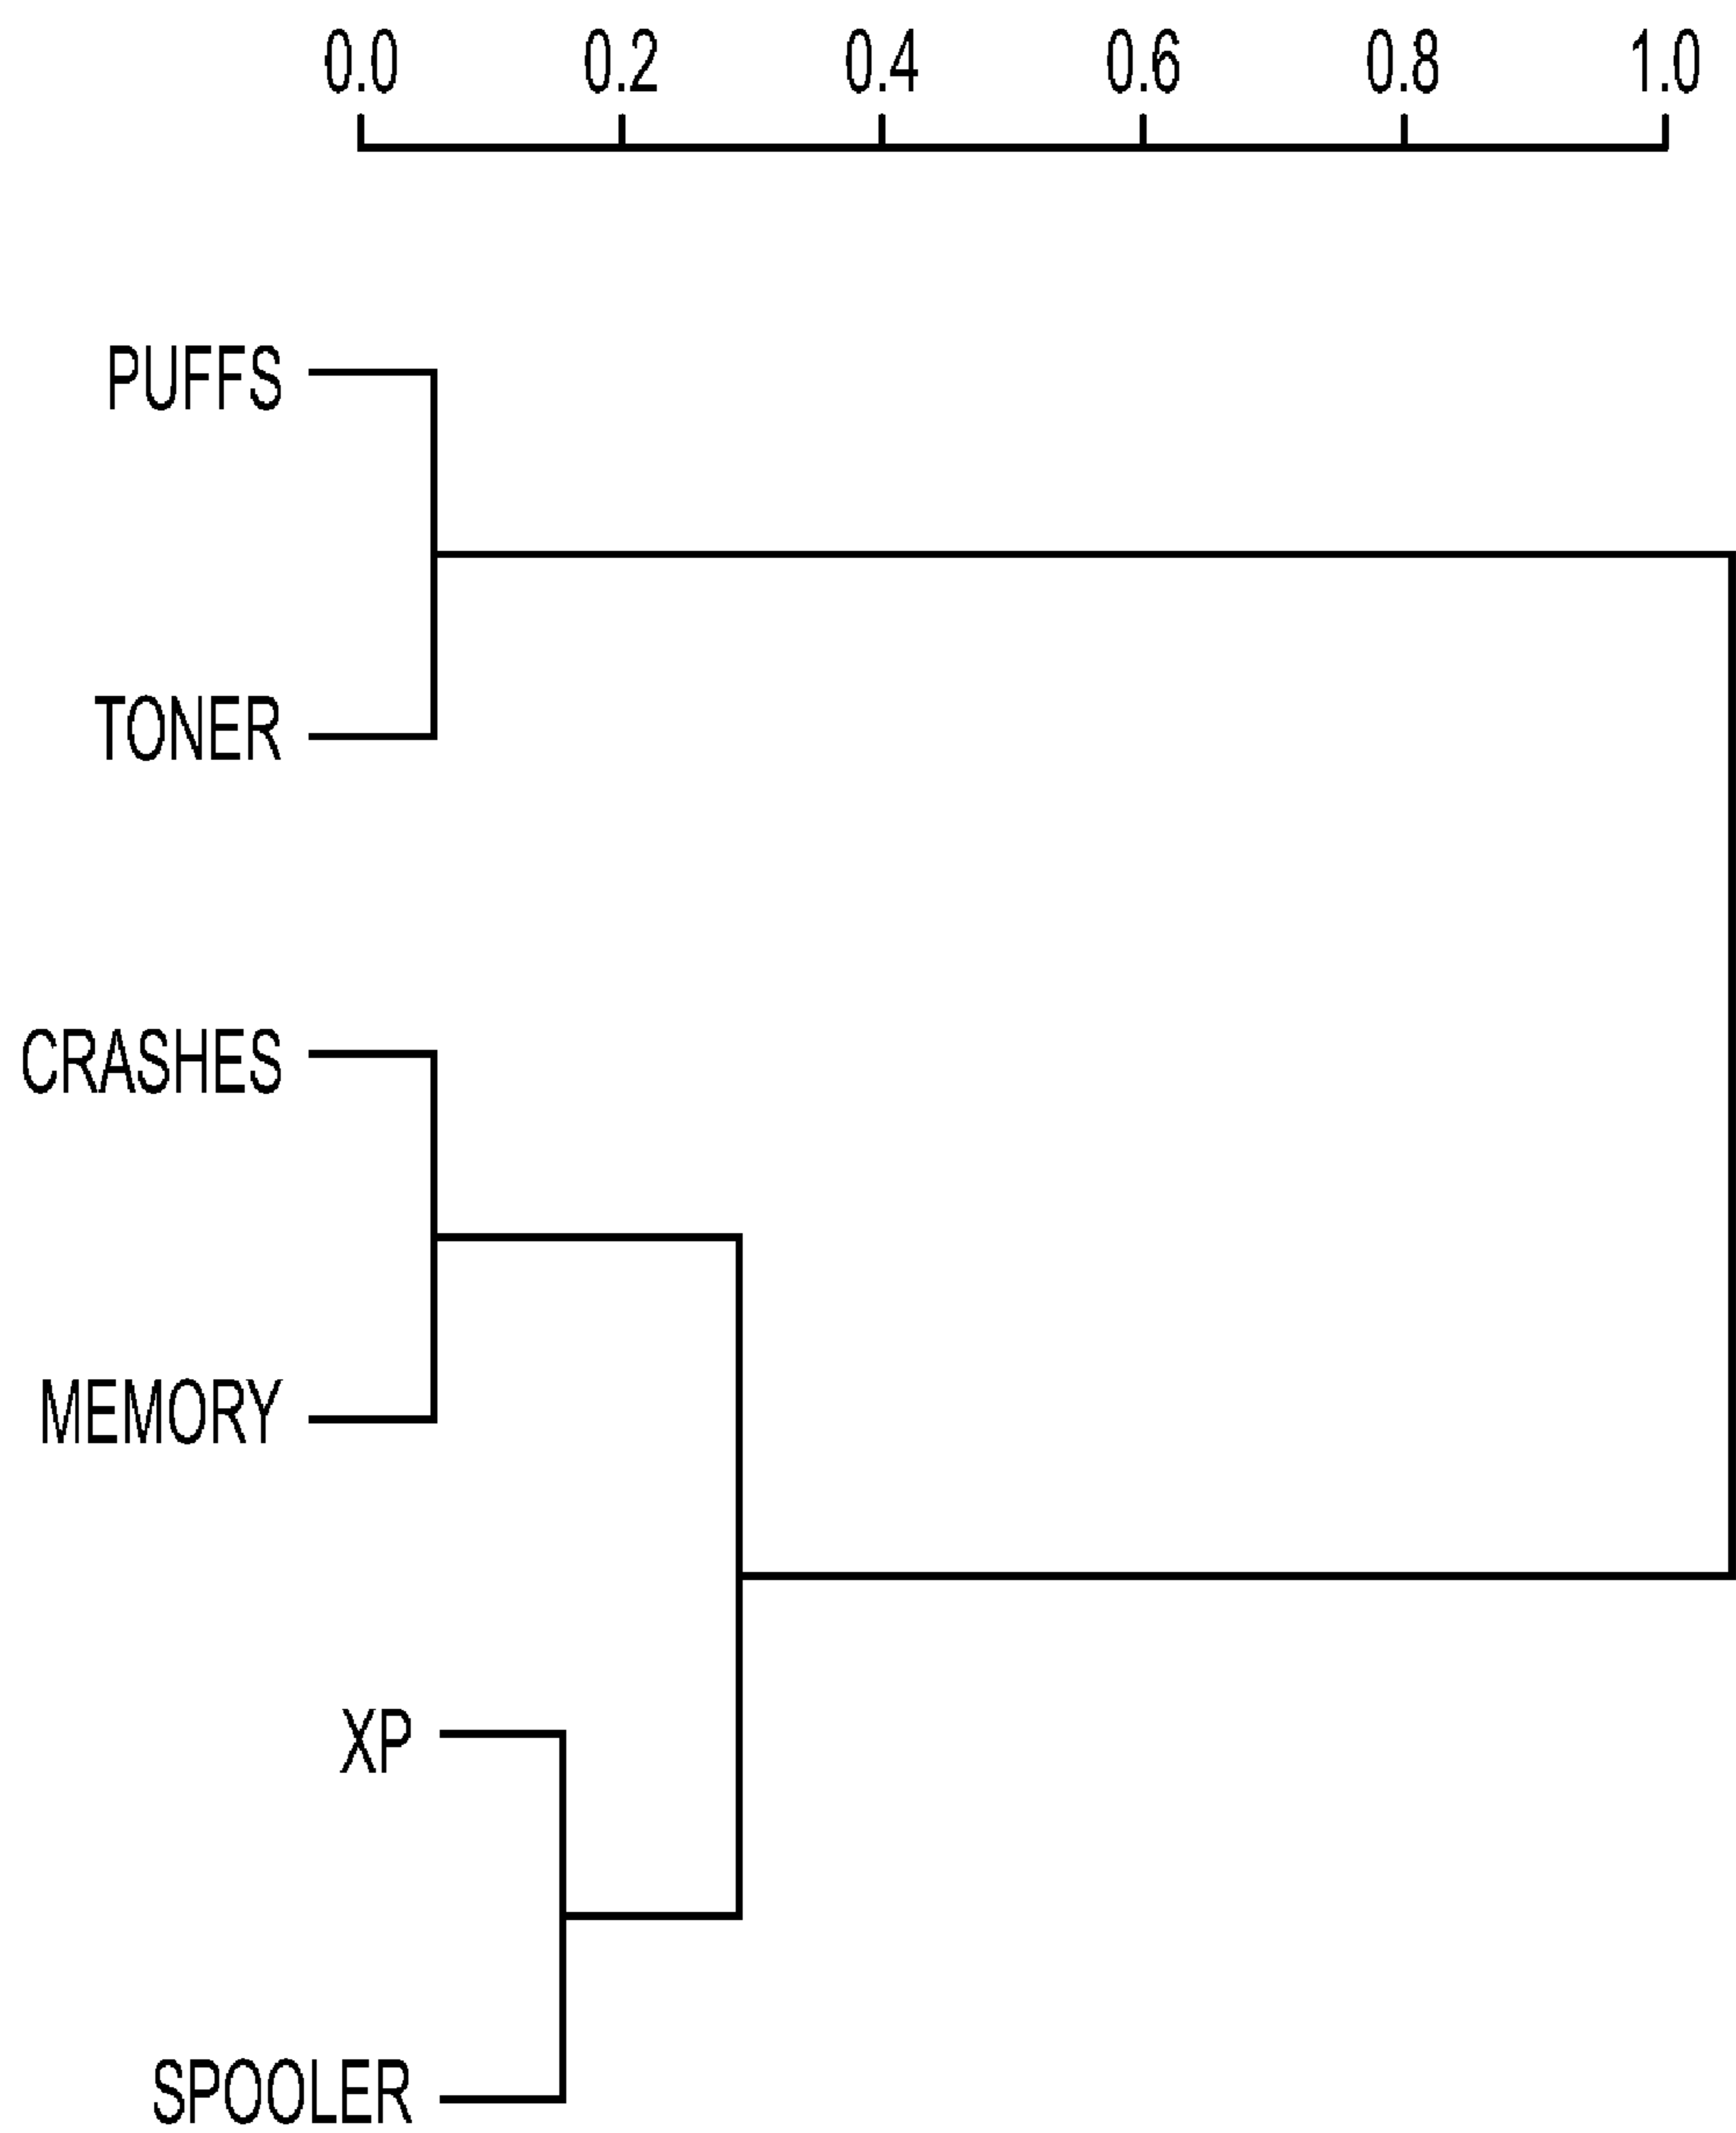 0.0 0.2 0.4 0.6 0.8 1.0
PUFFS
TONER
CRASHES
MEMORY
XP
SPOOLER